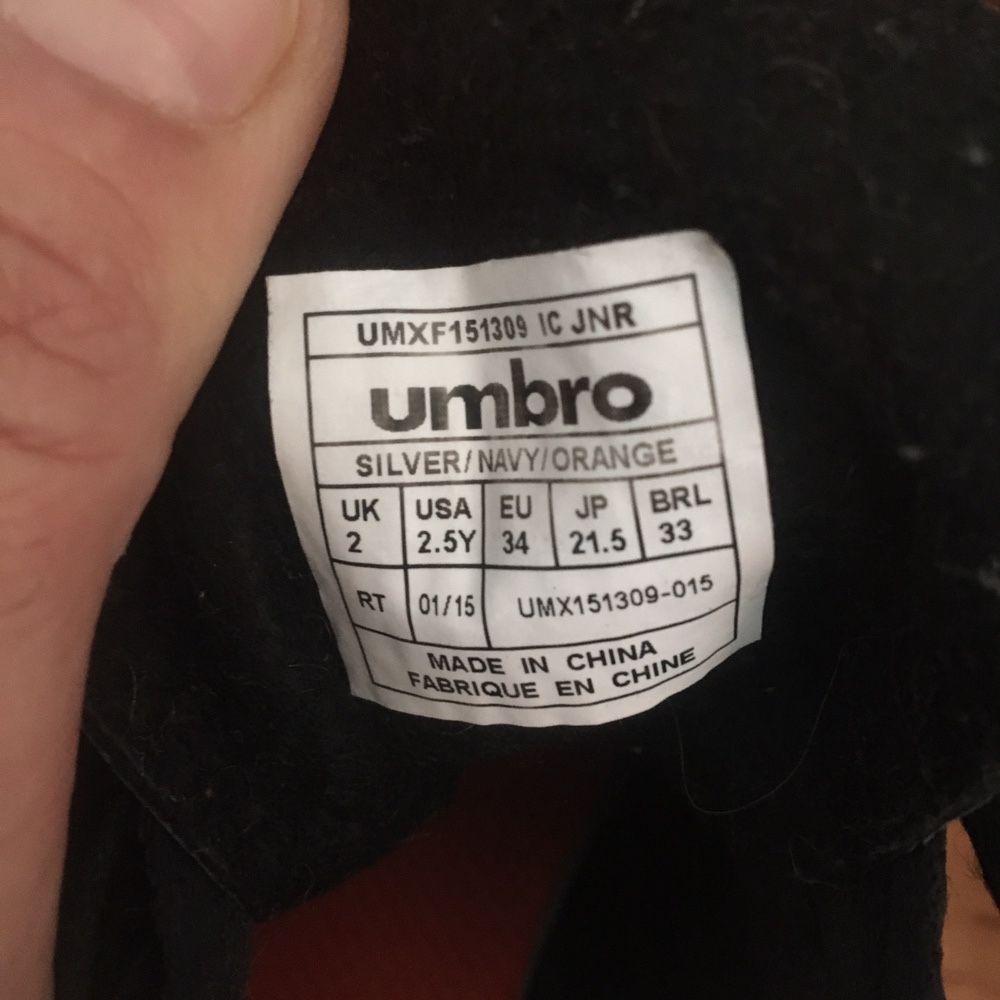 UMXF151309 IC JNR
umbro
SILVER/NAVY/ORANGE
UK USA EU JP BRL
2 2.5Y 34 21.5 33
RT 01/15 UMX151309-015
MADE IN CHINA
FABRIQUE EN CHINE